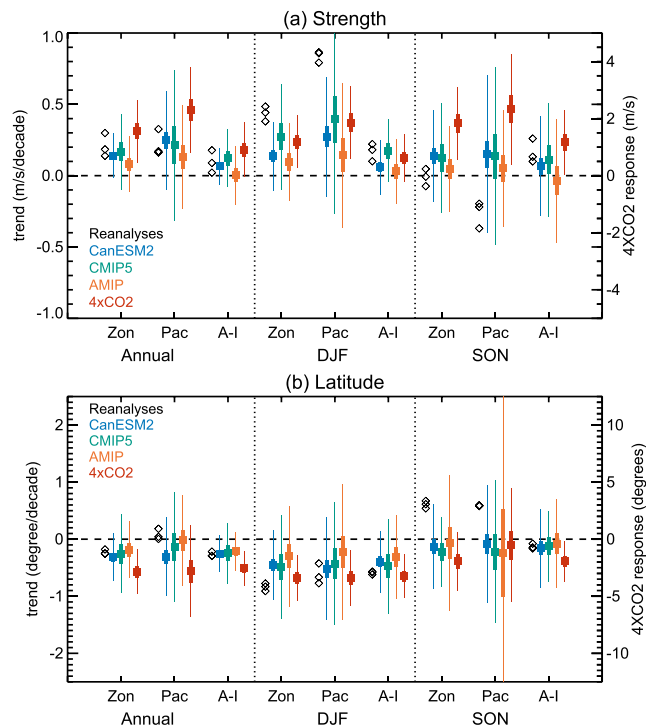 (a) Strength
1.0
0.5
0.0
-0.5
-1.0
trend (m/s/decade)
4
2
0
-2
-4
4XCO2 response (m/s)
Reanalyses
CanESM2
CMIP5
AMIP
4xCO2
Zon Pac A-I Zon Pac A-I Zon Pac A-I
Annual DJF SON
(b) Latitude
2
1
0
-1
-2
trend (degree/decade)
10
5
0
-5
-10
4XCO2 response (degrees)
Reanalyses
CanESM2
CMIP5
AMIP
4xCO2
Zon Pac A-I Zon Pac A-I Zon Pac A-I
Annual DJF SON